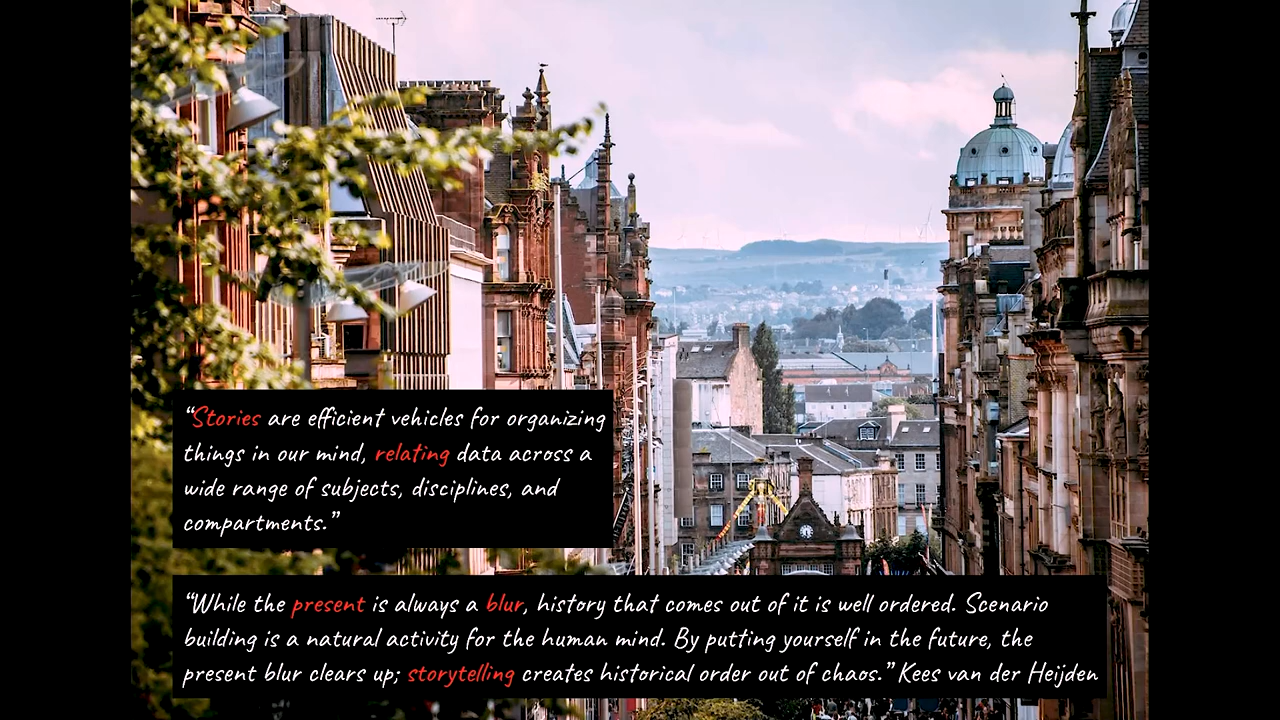 “Stories are efficient vehicles for organizing
things in our mind, relating data across a
wide range of subjects, disciplines, and
compartments.”
“While the present is always a blur, history that comes out of it is well ordered. Scenario
building is a natural activity for the human mind. By putting yourself in the future, the
present blur clears up; storytelling creates historical order out of chaos.” Kees van der Heijden